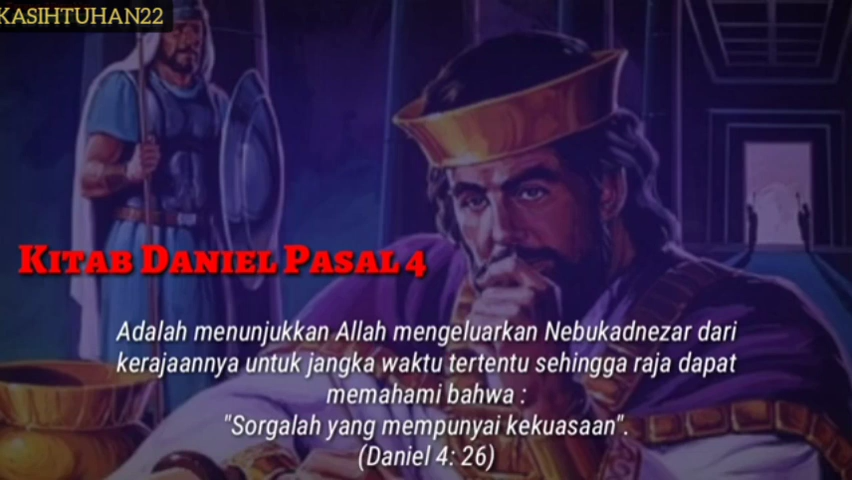 KASIHTUHAN22
KITAB DANIEL PASAL 4
Adalah menunjukkan Allah mengeluarkan Nebukadnezar dari
kerajaannya untuk jangka waktu tertentu sehingga raja dapat
memahami bahwa :
"Sorgalah yang mempunyai kekuasaan".
(Daniel 4: 26)